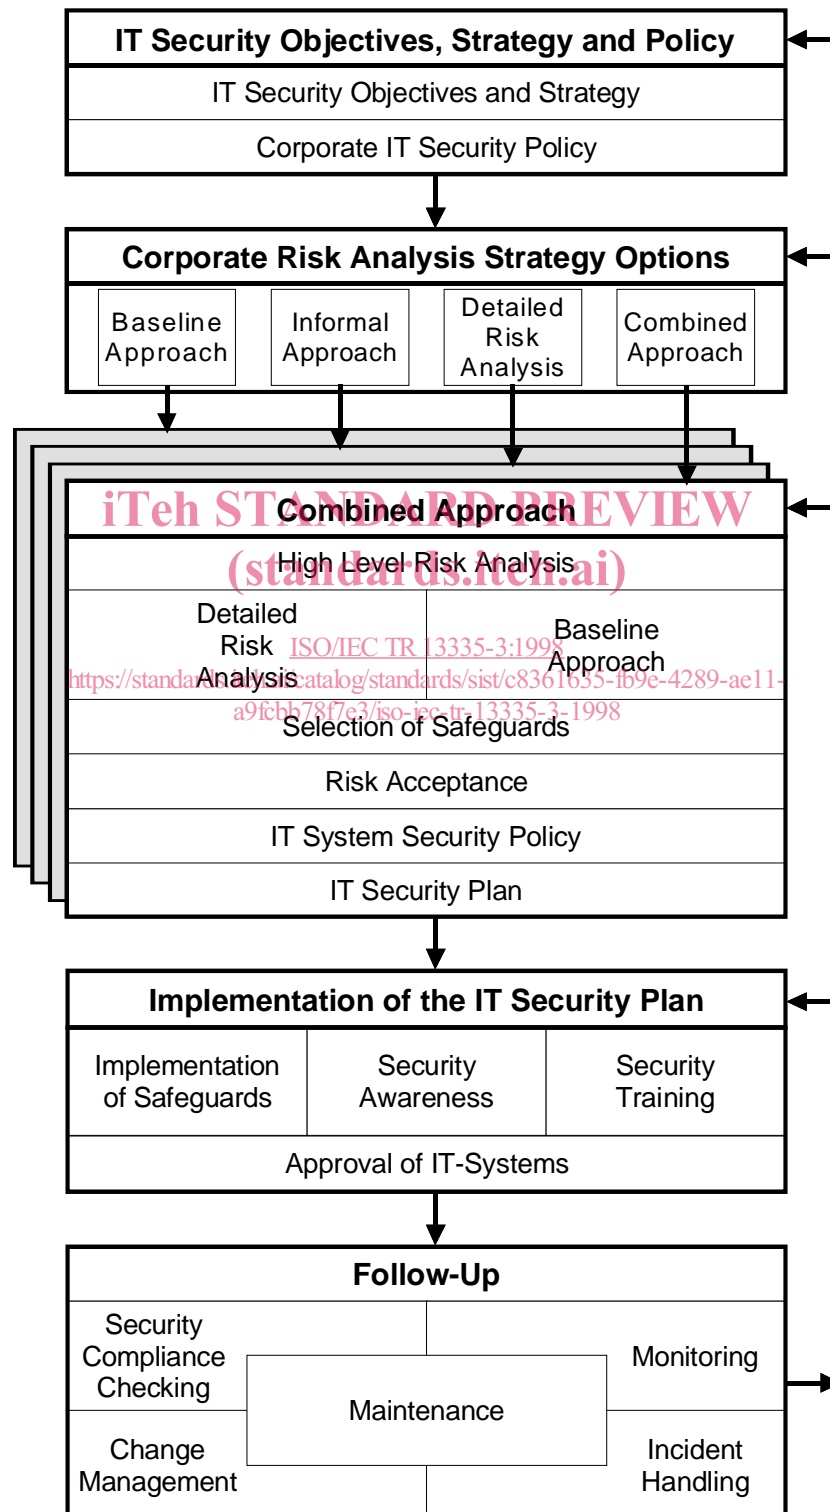 IT Security Objectives, Strategy and Policy
IT Security Objectives and Strategy
Corporate IT Security Policy
Corporate Risk Analysis Strategy Options
Baseline
Approach
Informal
Approach
Detailed
Risk
Analysis
Combined
Approach
iTeh STANDARD PREVIEW
Combined Approach
(standards.iteh.ai)
High Level Risk Analysis
Detailed
Risk
Analysis
Baseline
Approach
ISO/IEC TR 13335-3:1998
https://standards.iteh.ai/catalog/standards/sist/c8361635-fb9e-4289-ae11-
a9fcbb78f7e3/iso-iec-tr-13335-3-1998
Selection of Safeguards
Risk Acceptance
IT System Security Policy
IT Security Plan
Implementation of the IT Security Plan
Implementation
of Safeguards
Security
Awareness
Security
Training
Approval of IT-Systems
Follow-Up
Security
Compliance
Checking
Monitoring
Maintenance
Change
Management
Incident
Handling